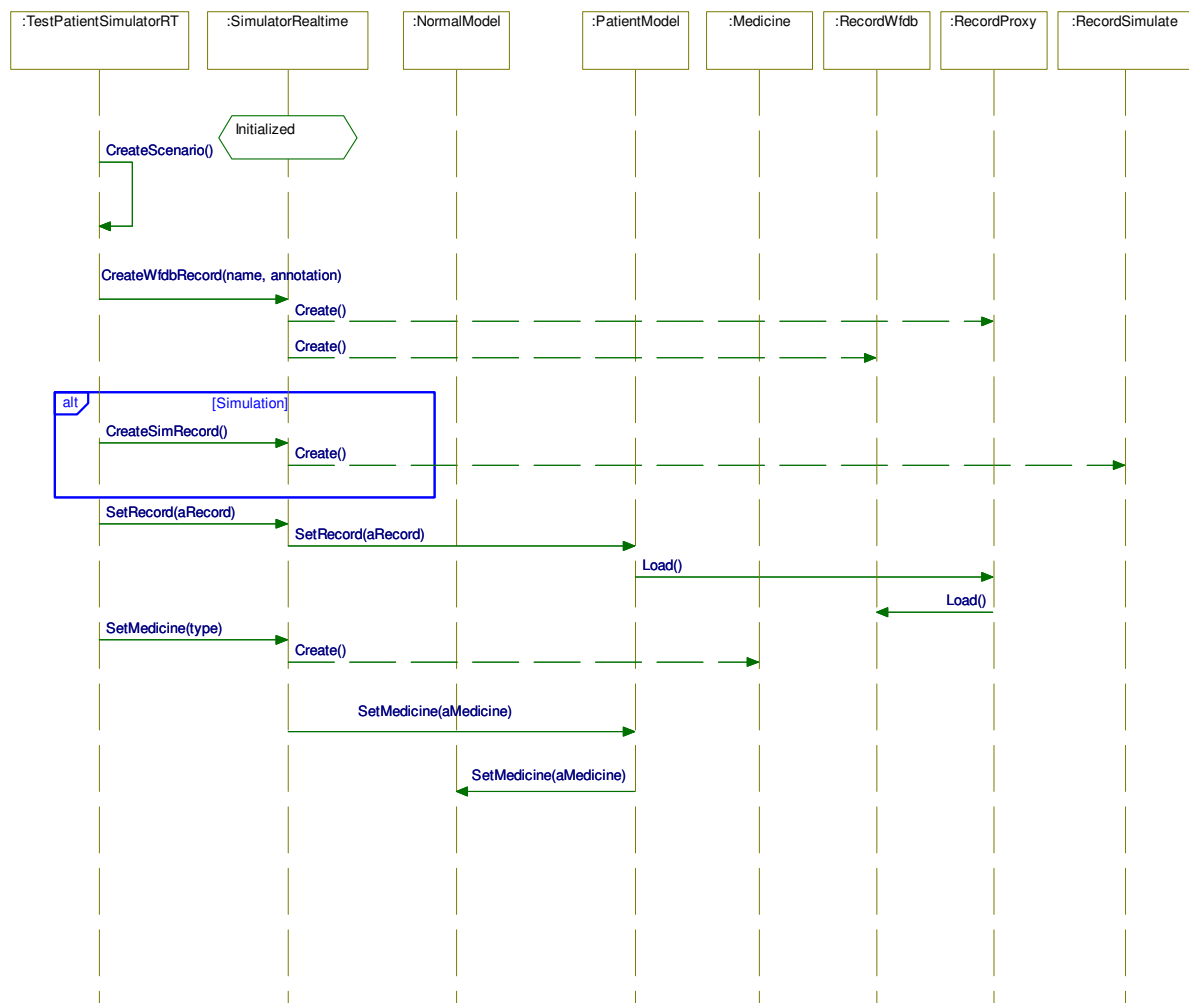 :TestPatientSimulatorRT
:SimulatorRealtime
:NormalModel
:PatientModel
:Medicine
:RecordWfdb
:RecordProxy
:RecordSimulate
Initialized
CreateScenario()
CreateWfdbRecord(name, annotation)
Create()
Create()
alt
[Simulation]
CreateSimRecord()
Create()
SetRecord(aRecord)
SetRecord(aRecord)
Load()
Load()
SetMedicine(type)
Create()
SetMedicine(aMedicine)
SetMedicine(aMedicine)